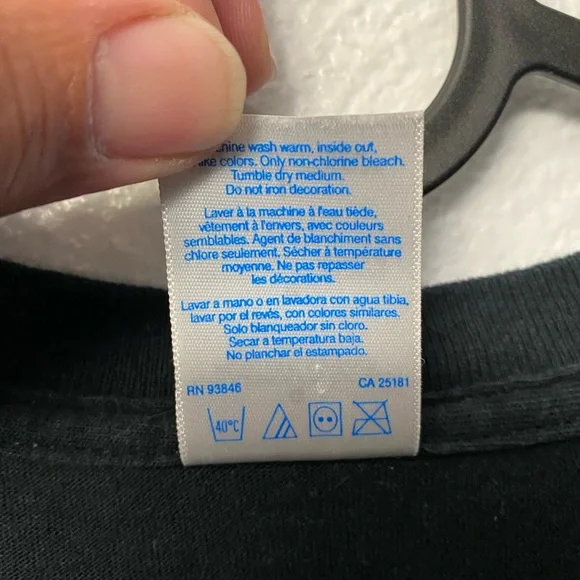 wash warm, inside out,
colors. Only non-chlorine bleach.
Tumble dry medium.
Do not iron decoration.
Laver à la machine à l'eau tiède,
vêtement à l'envers, avec couleurs
semblables. Agent de blanchiment sans
chlore seulement. Sécher à température
moyenne. Ne pas repasser
les décorations.
Lavar a mano o en lavadora con agua tibia,
lavar por el revés, con colores similares.
Solo blanqueador sin cloro.
Secar a temperatura baja.
No planchar el estampado.
RN 93846 CA 25181
40°C